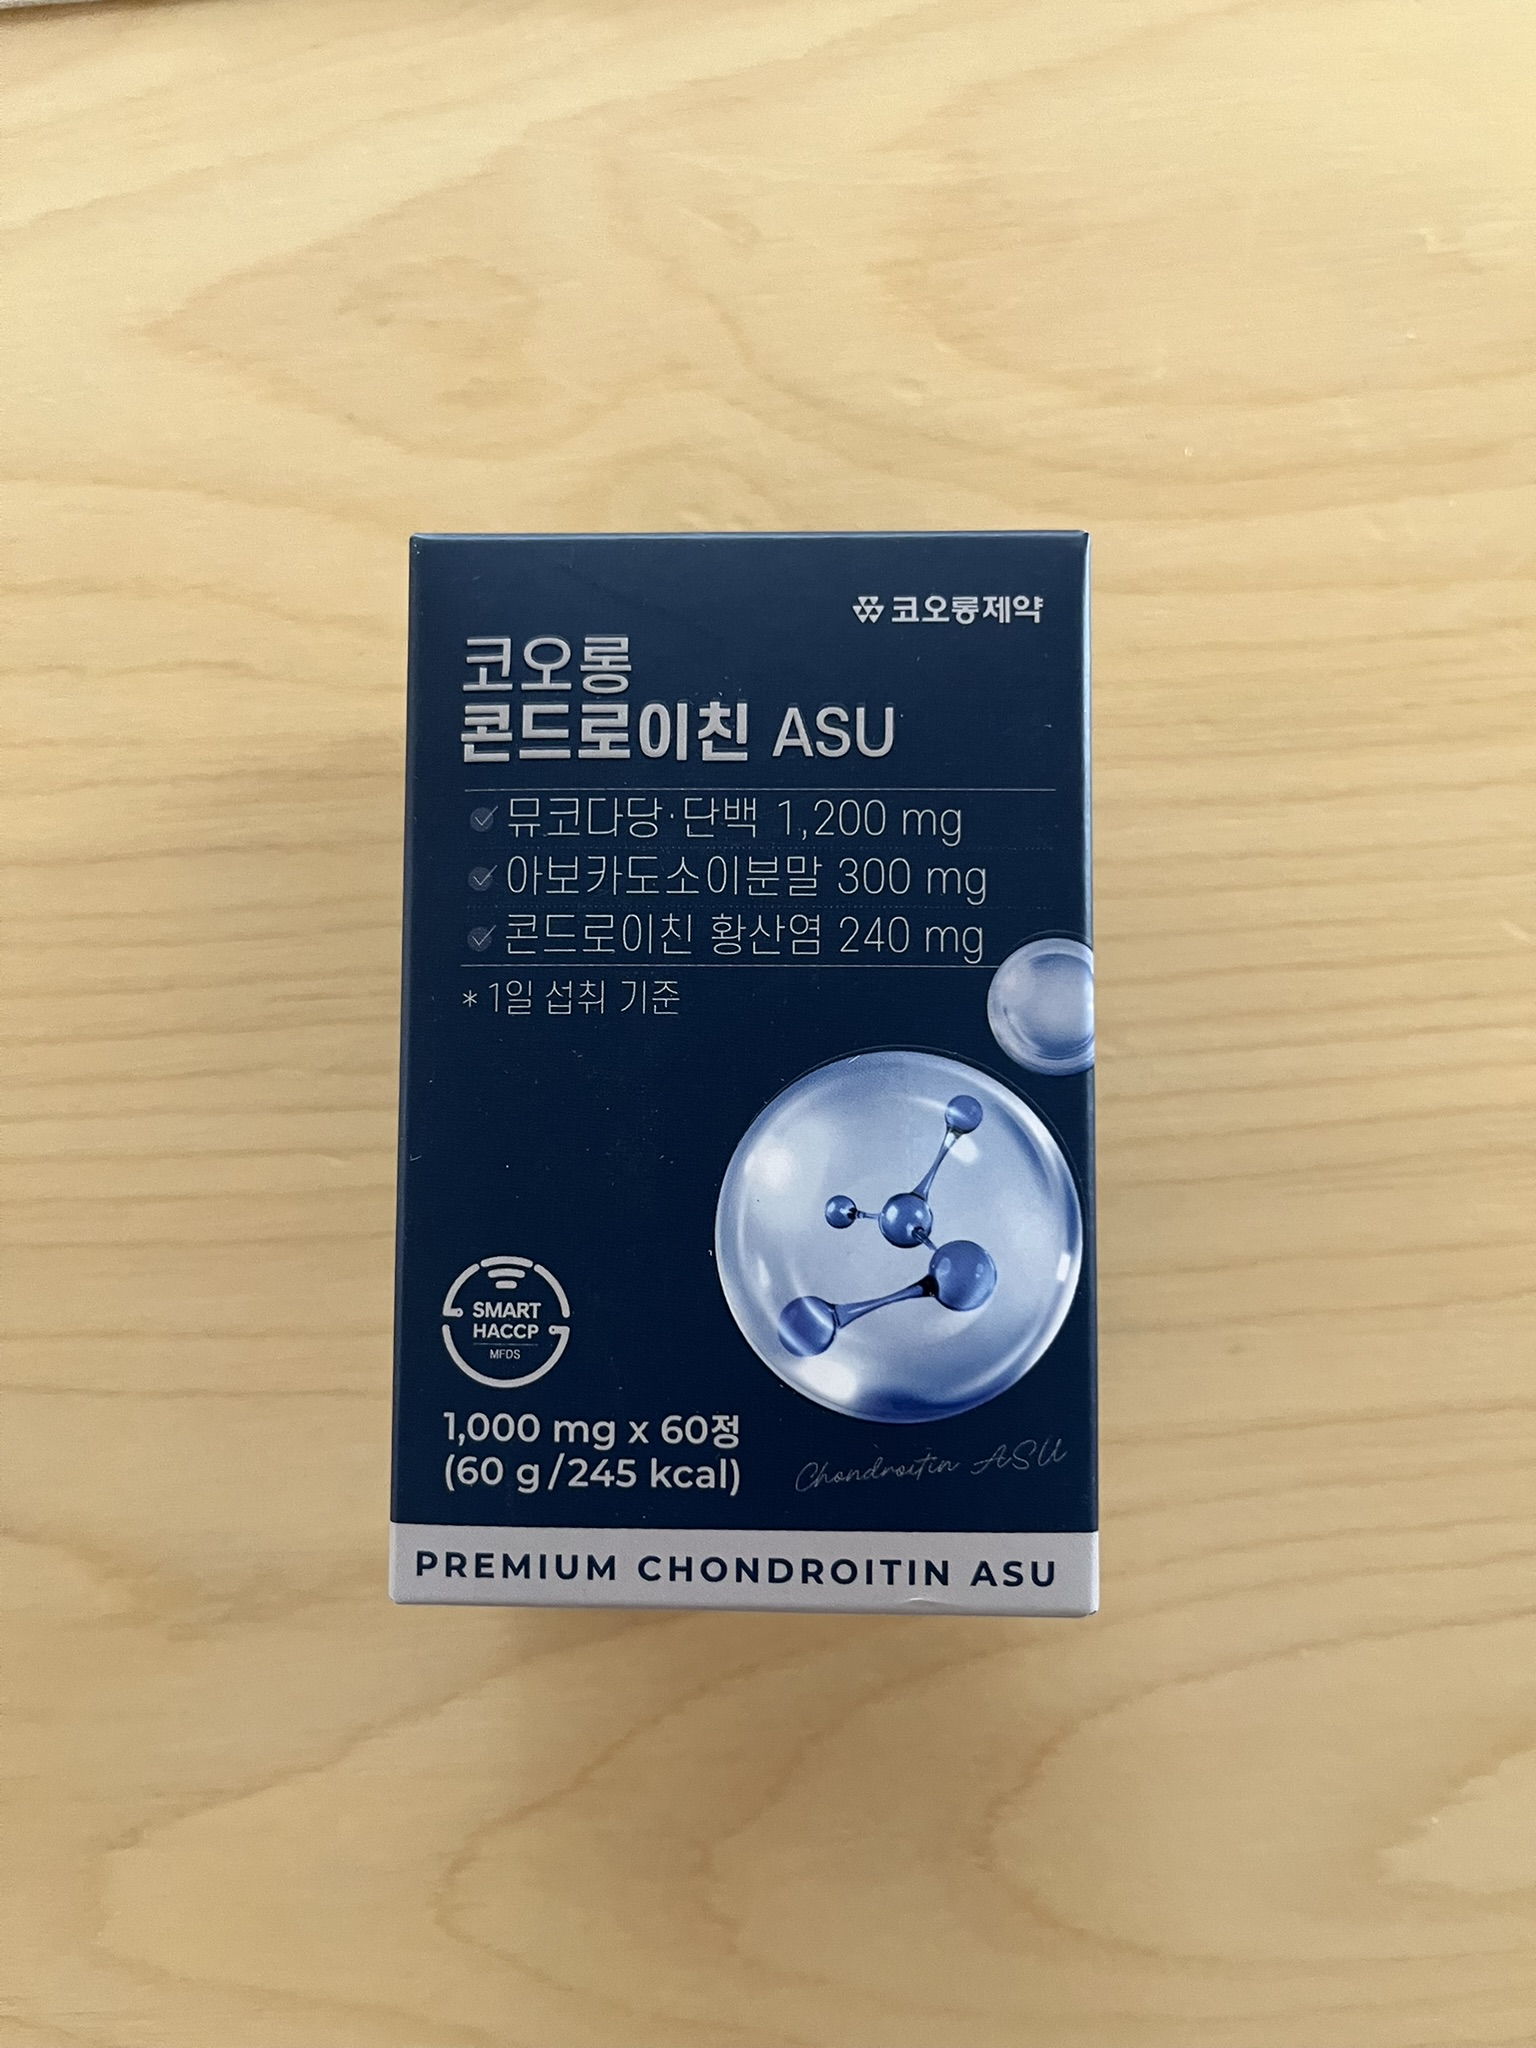 코오롱제약
코오롱
콘드로이친 ASU
뮤코다당·단백 1,200 mg
아보카도소이분말 300 mg
콘드로이친 황산염 240 mg
* 1일 섭취 기준
SMART
HACCP
MFDS
1,000 mg x 60정
(60 g/245 kcal)
Chondroitin ASU
PREMIUM CHONDROITIN ASU